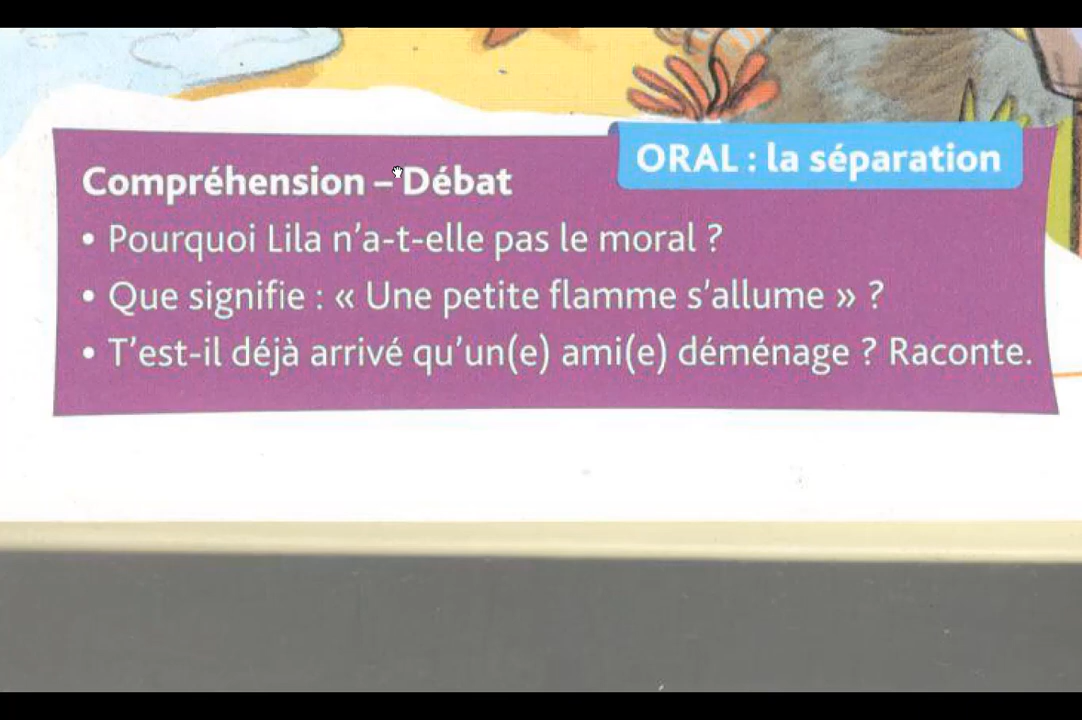 ORAL : la séparation
Compréhension – Débat
• Pourquoi Lila n'a-t-elle pas le moral ?
• Que signifie : « Une petite flamme s'allume » ?
• T'est-il déjà arrivé qu'un(e) ami(e) déménage ? Raconte.